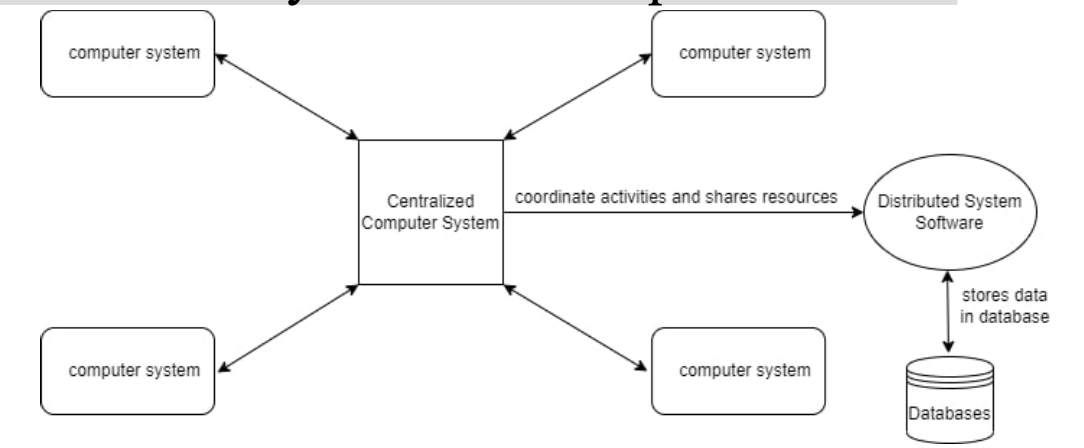 computer system
computer system
Centralized
Computer System
coordinate activities and shares resources
Distributed System
Software
stores data
in database
computer system
computer system
Databases